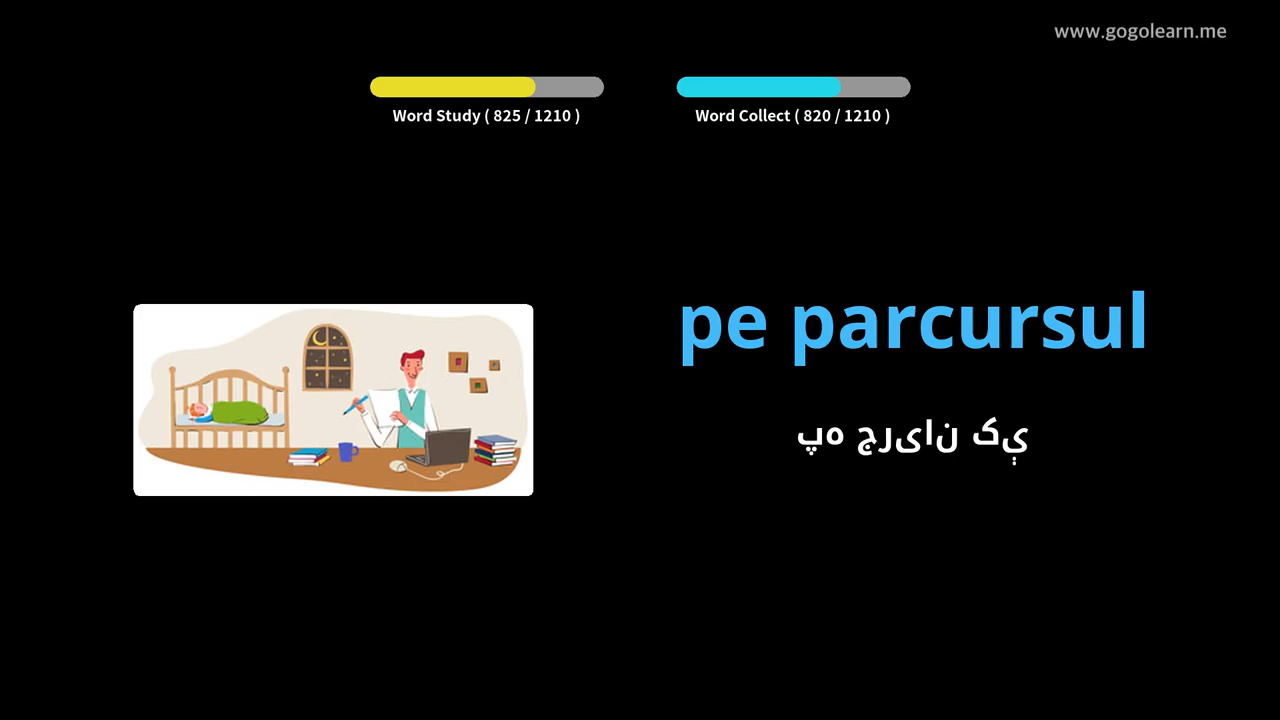 www.gogolearn.me
Word Study ( 825 / 1210 )
Word Collect ( 820 / 1210 )
pe parcursul
په جریان کې